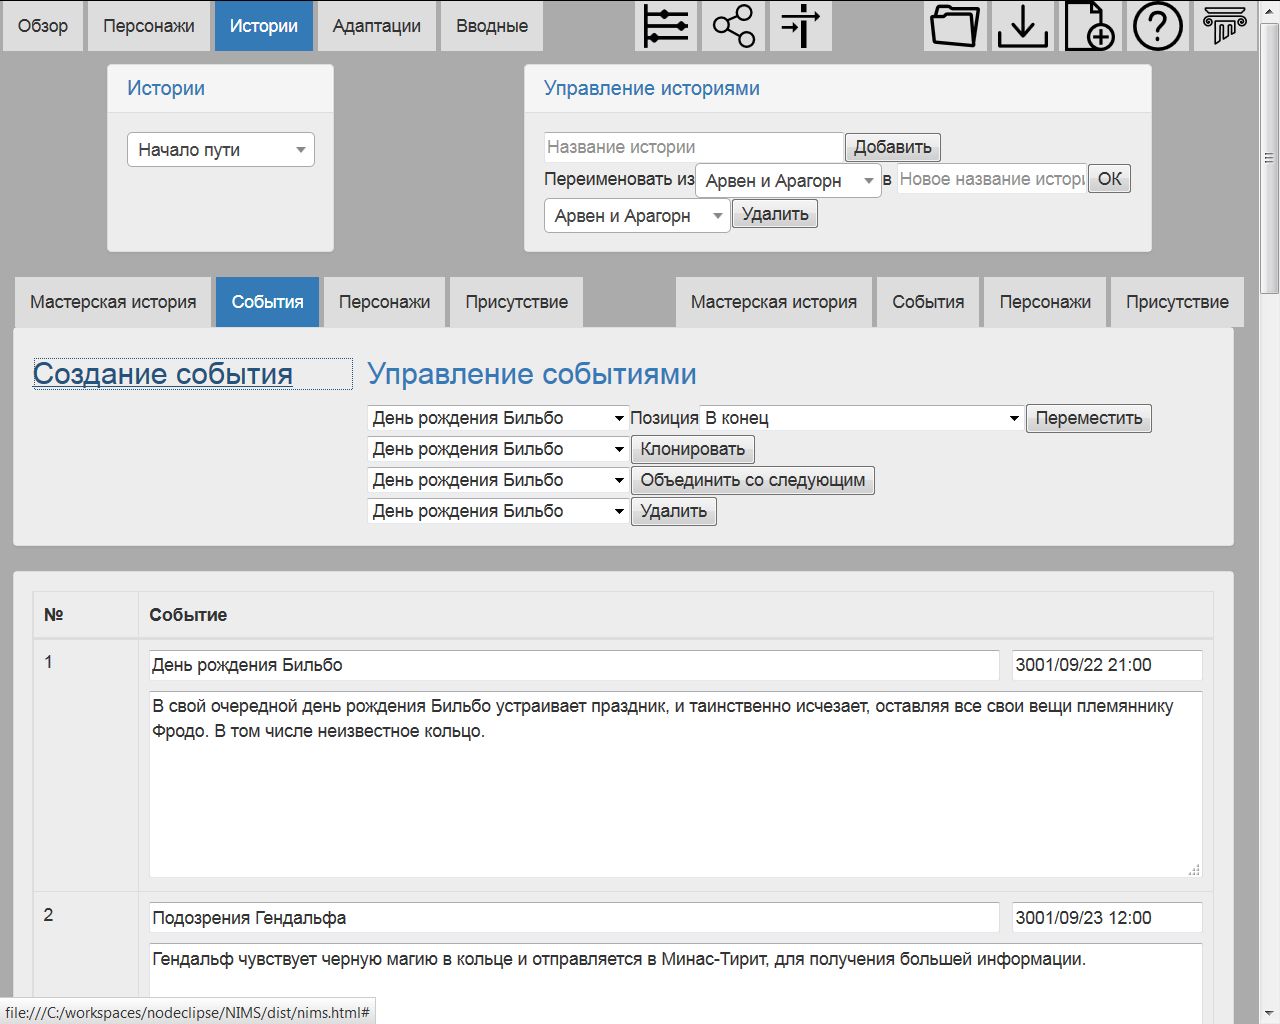 Обзор Персонажи Истории Адаптации Вводные
Истории
Начало пути
Управление историями
Название истории Добавить
Переименовать из Арвен и Арагорн в Новое название истори ОК
Арвен и Арагорн Удалить
Мастерская история События Персонажи Присутствие Мастерская история События Персонажи Присутствие
Создание события Управление событиями
День рождения Бильбо Позиция В конец Переместить
День рождения Бильбо Клонировать
День рождения Бильбо Объединить со следующим
День рождения Бильбо Удалить
№ Событие
1 День рождения Бильбо 3001/09/22 21:00
В свой очередной день рождения Бильбо устраивает праздник, и таинственно исчезает, оставляя все свои вещи племяннику
Фродо. В том числе неизвестное кольцо.
2 Подозрения Гендальфа 3001/09/23 12:00
Гендальф чувствует черную магию в кольце и отправляется в Минас-Тирит, для получения большей информации.
file:///C:/workspaces/nodeclipse/NIMS/dist/nims.html#